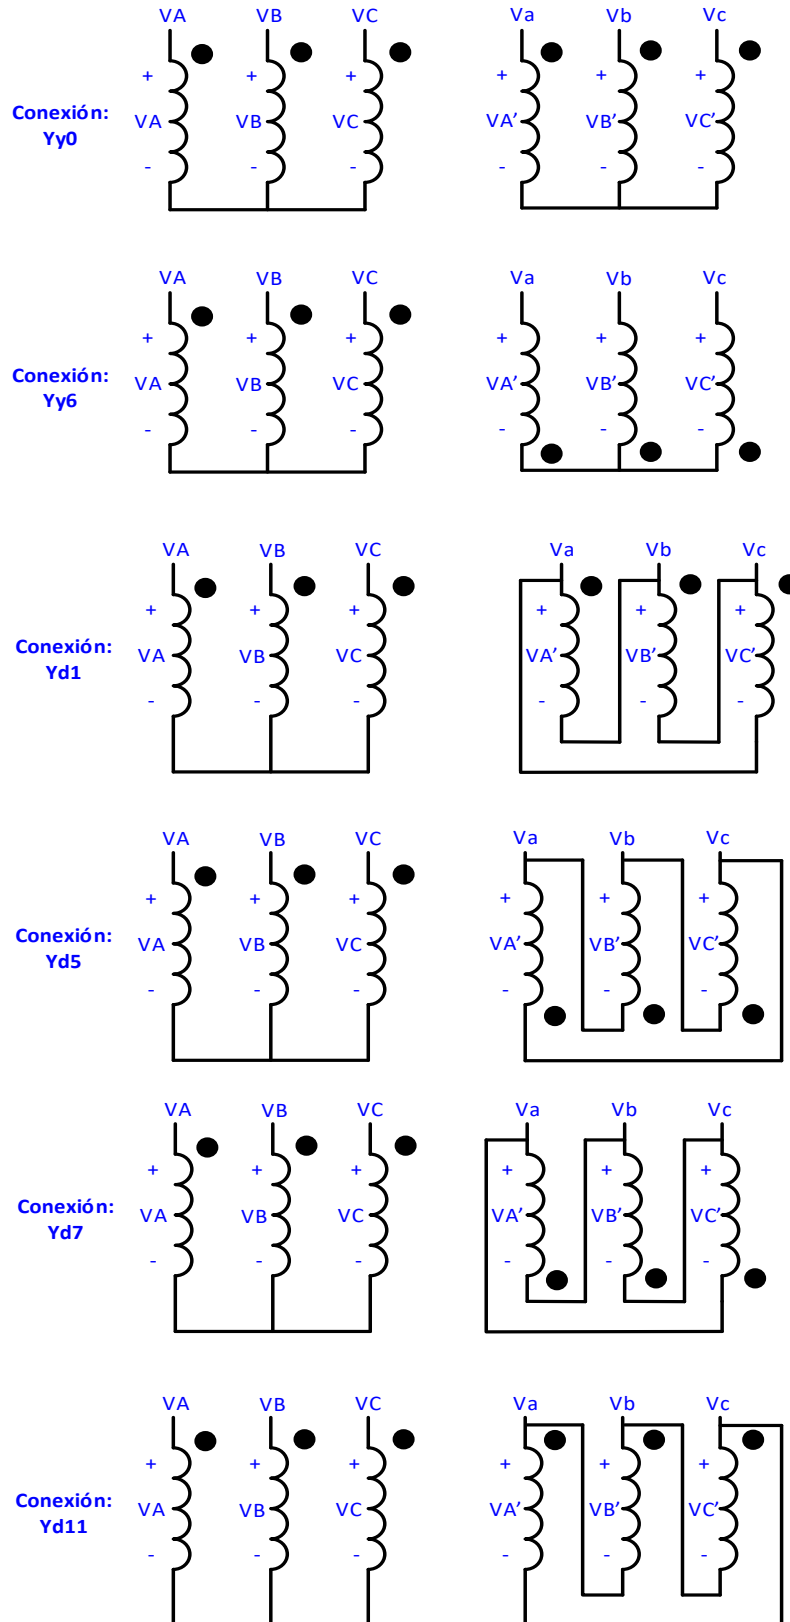 VA VB VC Va Vb Vc
+ + + + + +
Conexión:
Yy0
VA VB VC VA’ VB’ VC’
- - - - - -
VA VB VC Va Vb Vc
+ + + + + +
Conexión:
Yy6
VA VB VC VA’ VB’ VC’
- - - - - -
VA VB VC Va Vb Vc
+ + + + + +
Conexión:
Yd1
VA VB VC VA’ VB’ VC’
- - - - - -
VA VB VC Va Vb Vc
+ + + + + +
Conexión:
Yd5
VA VB VC VA’ VB’ VC’
- - - - - -
VA VB VC Va Vb Vc
+ + + + + +
Conexión:
Yd7
VA VB VC VA’ VB’ VC’
- - - - - -
VA VB VC Va Vb Vc
+ + + + + +
Conexión:
Yd11
VA VB VC VA’ VB’ VC’
- - - - - -